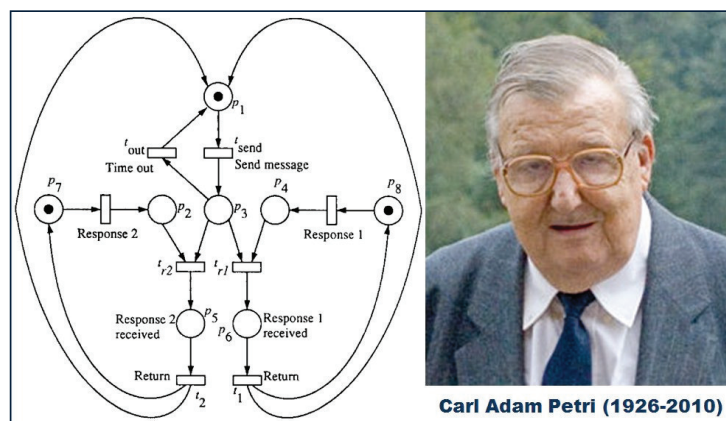 p1
tout
tsend
Time out
Send message
p7
p2
p3
p4
p8
Response 2
Response 1
tr2
tr1
Response 2
received
p5
p6
Response 1
received
Return
t2
t1
Return
Carl Adam Petri (1926-2010)